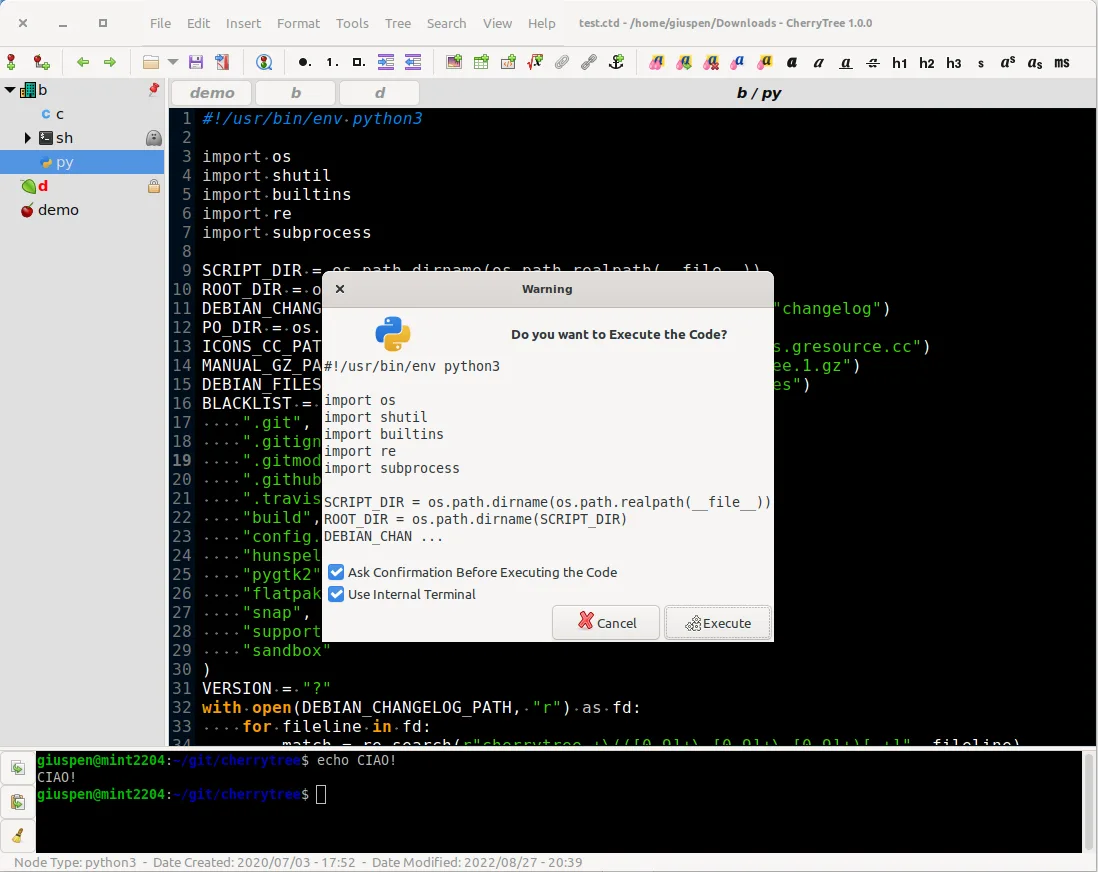 File Edit Insert Format Tools Tree Search View Help test.ctd - /home/giuspen/Downloads - CherryTree 1.0.0
1. a a a a a a a a a h1 h2 h3 s as as ms
b
c
sh
py
d
demo
demo b d b / py
1 #!/usr/bin/env·python3
2
3 import·os
4 import·shutil
5 import·builtins
6 import·re
7 import·subprocess
8
9 SCRIPT_DIR·=·os.path.dirname(os.path.realpath(__file__))
10 ROOT_DIR·=·o
11 DEBIAN_CHANG "changelog")
12 PO_DIR·=·os.
13 ICONS_CC_PAT s.gresource.cc")
14 MANUAL_GZ_PA ee.1.gz")
15 DEBIAN_FILES es")
16 BLACKLIST·=
17 ····".git",
18 ····".gitign
19 ····".gitmod
20 ····".github
21 ····".travis
22 ····"build",
23 ····"config.
24 ····"hunspel
25 ····"pygtk2"
26 ····"flatpak
27 ····"snap",
28 ····"support
29 ····"sandbox"
30 )
31 VERSION·=·"?"
32 with·open(DEBIAN_CHANGELOG_PATH,·"r")·as·fd:
33 ····for·fileline·in·fd:
34 match·=·re.search(r"cherrytree
Warning
Do you want to Execute the Code?
#!/usr/bin/env python3
import os
import shutil
import builtins
import re
import subprocess
SCRIPT_DIR = os.path.dirname(os.path.realpath(__file__))
ROOT_DIR = os.path.dirname(SCRIPT_DIR)
DEBIAN_CHAN ...
Ask Confirmation Before Executing the Code
Use Internal Terminal
Cancel Execute
giuspen@mint2204:~/git/cherrytree$ echo CIAO!
CIAO!
giuspen@mint2204:~/git/cherrytree$
Node Type: python3 - Date Created: 2020/07/03 - 17:52 - Date Modified: 2022/08/27 - 20:39